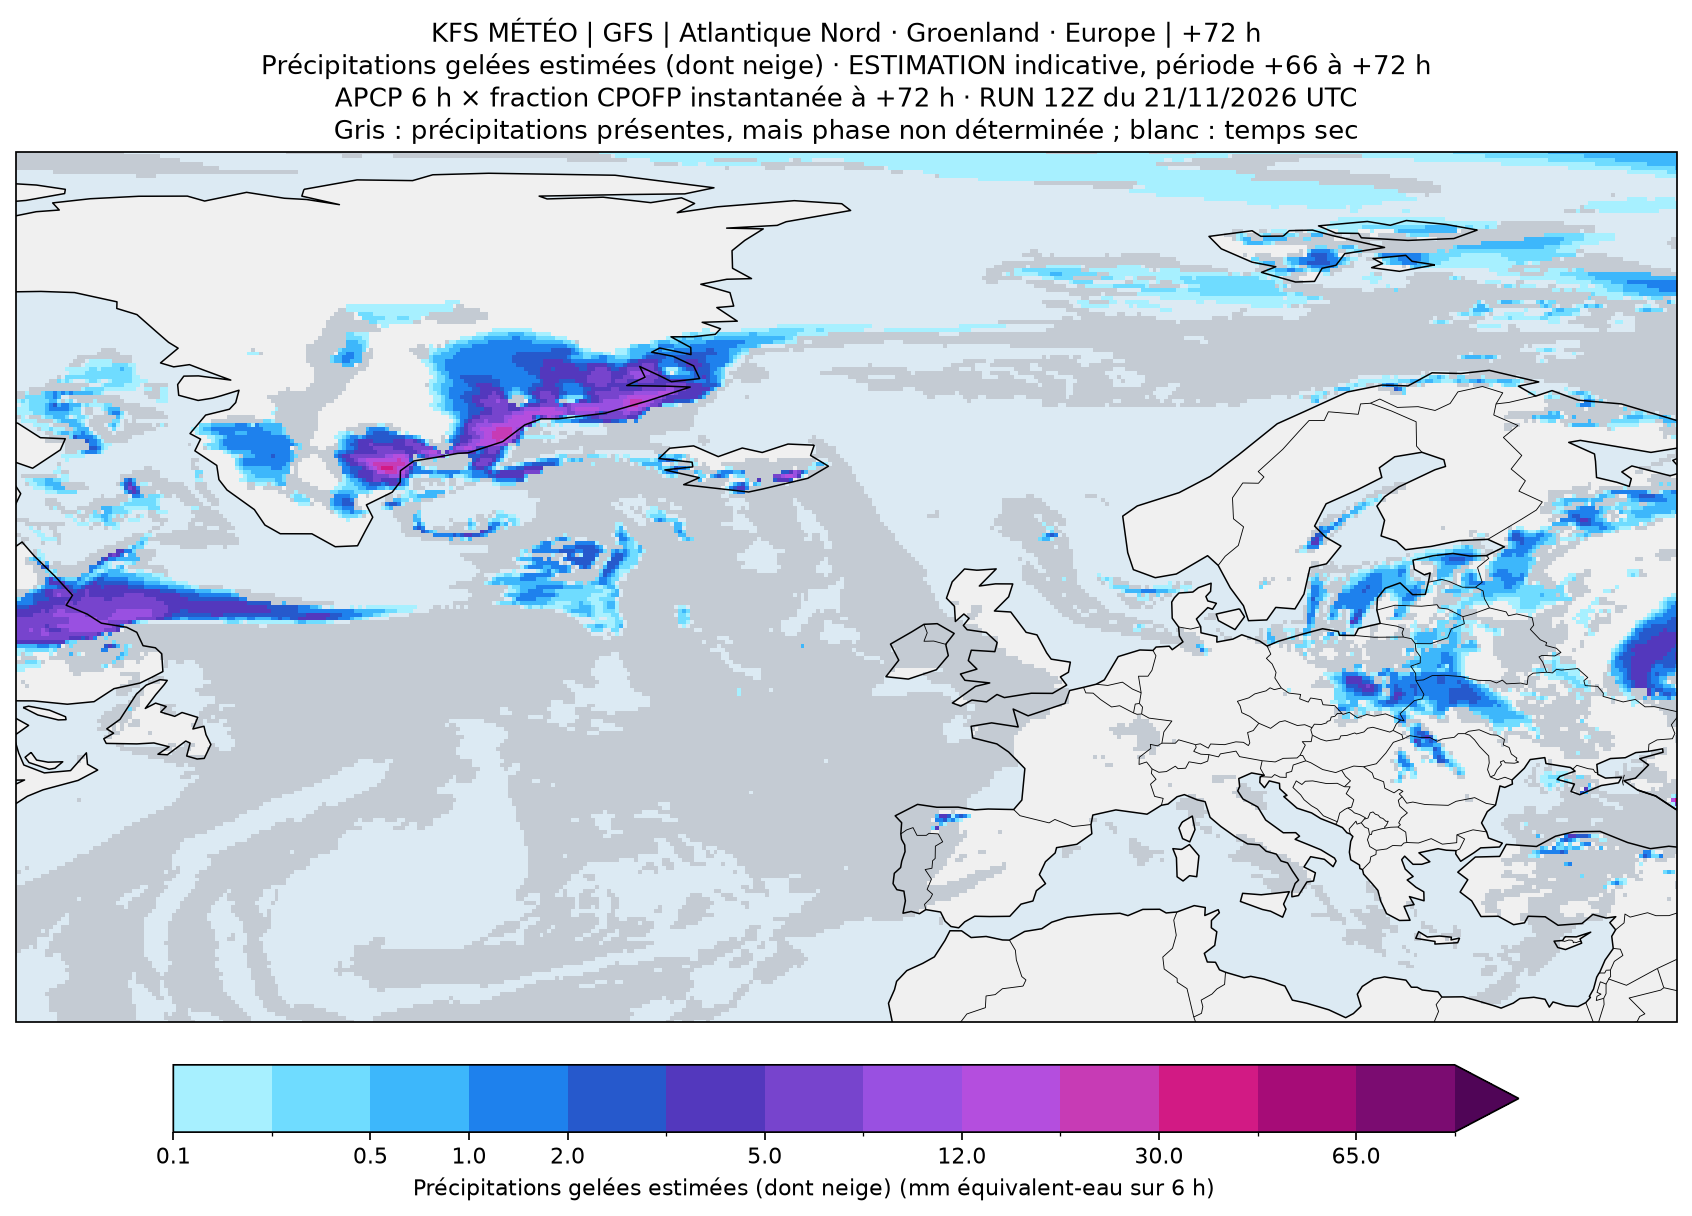 KFS MÉTÉO | GFS | Atlantique Nord · Groenland · Europe | +72 h
Précipitations gelées estimées (dont neige) · ESTIMATION indicative, période +66 à +72 h
APCP 6 h × fraction CPOFP instantanée à +72 h · RUN 12Z du 21/11/2026 UTC
Gris : précipitations présentes, mais phase non déterminée ; blanc : temps sec
0.1 0.5 1.0 2.0 5.0 12.0 30.0 65.0
Précipitations gelées estimées (dont neige) (mm équivalent-eau sur 6 h)